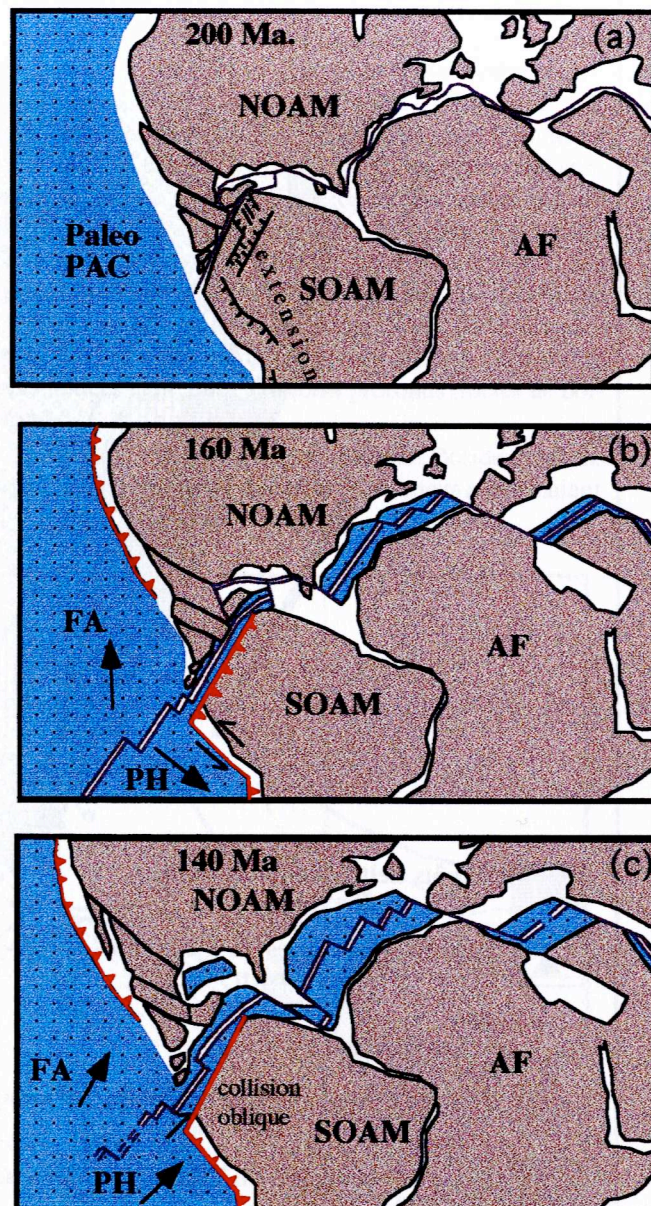 200 Ma.
(a)
NOAM
Paleo
PAC
AF
SOAM
extension
160 Ma
(b)
NOAM
FA
AF
SOAM
PH
140 Ma
(c)
NOAM
FA
AF
collision
oblique
SOAM
PH